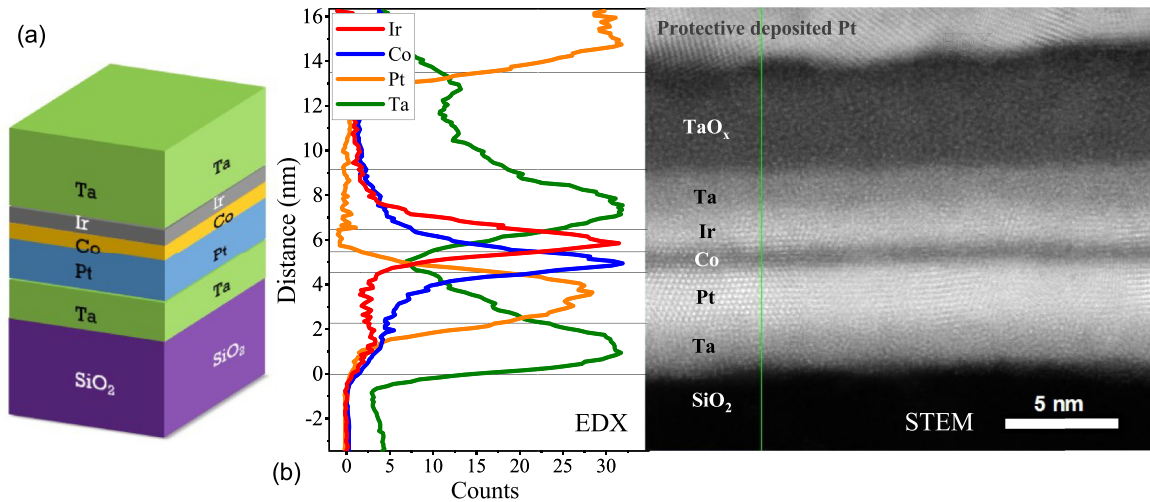 (a)
Ta
Ta
Ir
Ir
Co
Co
Pt
Pt
Ta
Ta
SiO₂
SiO₂
(b)
Distance (nm)
16
14
12
10
8
6
4
2
0
-2
Ir
Co
Pt
Ta
EDX
0
5
10
15
20
25
30
Counts
Protective deposited Pt
TaOₓ
Ta
Ir
Co
Pt
Ta
SiO₂
STEM
5 nm